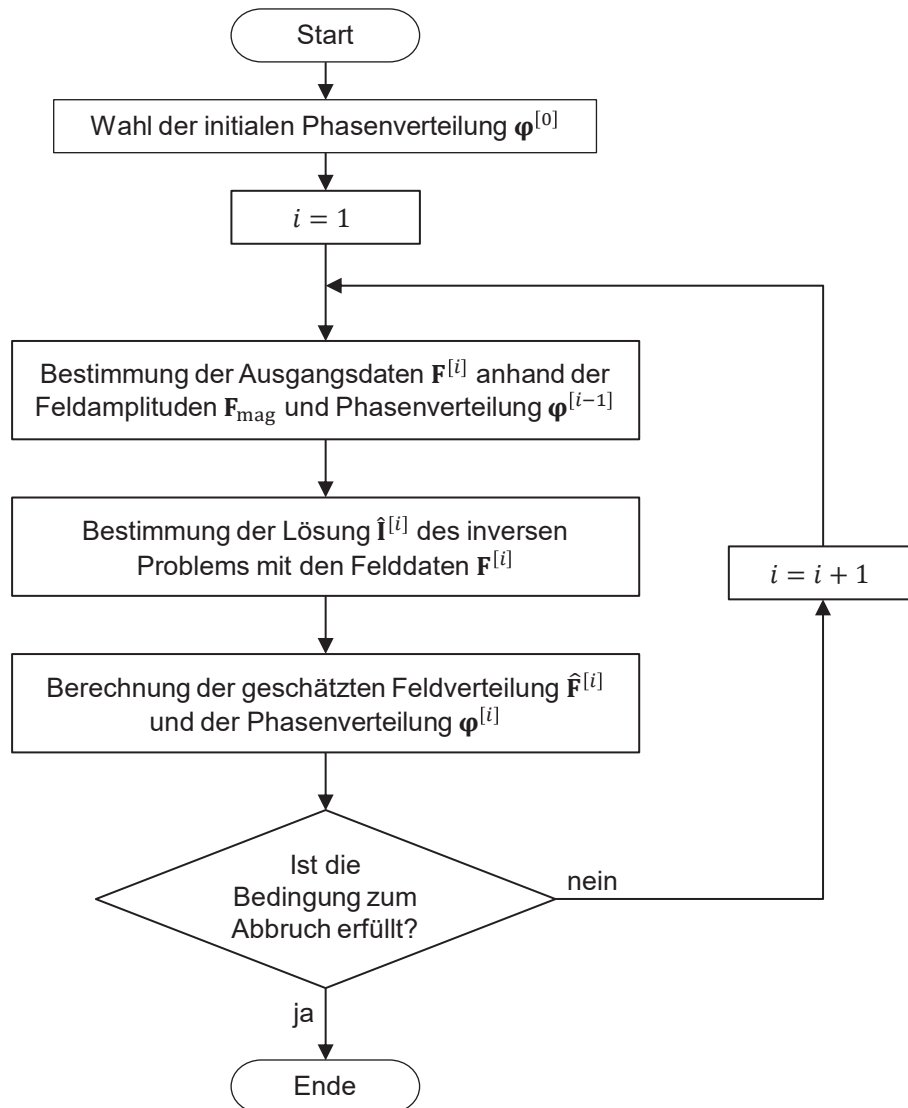 Start
Wahl der initialen Phasenverteilung 𝛗^[0]
i = 1
Bestimmung der Ausgangsdaten 𝐅^[i] anhand der
Feldamplituden 𝐅_mag und Phasenverteilung 𝛗^[i−1]
Bestimmung der Lösung 𝐈̂^[i] des inversen
Problems mit den Felddaten 𝐅^[i]
i = i + 1
Berechnung der geschätzten Feldverteilung 𝐅̂^[i]
und der Phasenverteilung 𝛗^[i]
Ist die
Bedingung zum
Abbruch erfüllt?
nein
ja
Ende